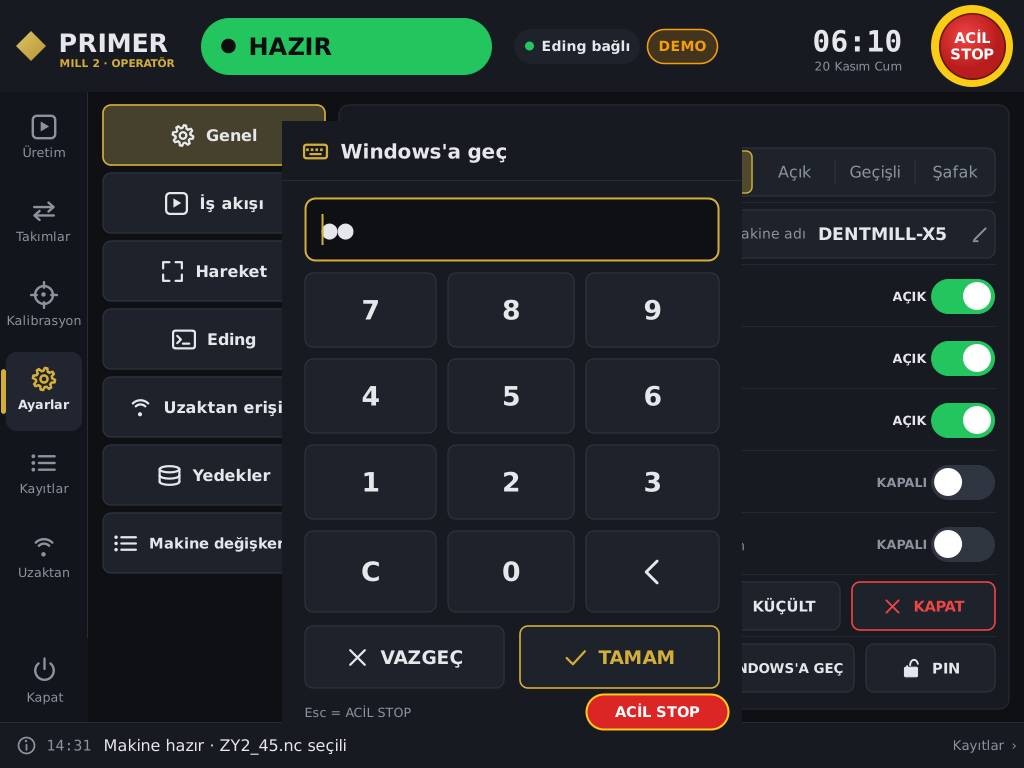 PRIMER
MILL 2 · OPERATÖR
HAZIR
Eding bağlı
DEMO
06:10
20 Kasım Cum
ACİL
STOP
Üretim
Takımlar
Kalibrasyon
Ayarlar
Kayıtlar
Uzaktan
Kapat
Genel
İş akışı
Hareket
Eding
Uzaktan erişi
Yedekler
Makine değişker
Windows'a geç
7 8 9
4 5 6
1 2 3
C 0
VAZGEÇ
TAMAM
Esc = ACİL STOP
ACİL STOP
Açık
Geçişli
Şafak
akine adı DENTMILL-X5
AÇIK
AÇIK
AÇIK
KAPALI
KAPALI
KÜÇÜLT
KAPAT
NDOWS'A GEÇ
PIN
14:31 Makine hazır · ZY2_45.nc seçili
Kayıtlar ›